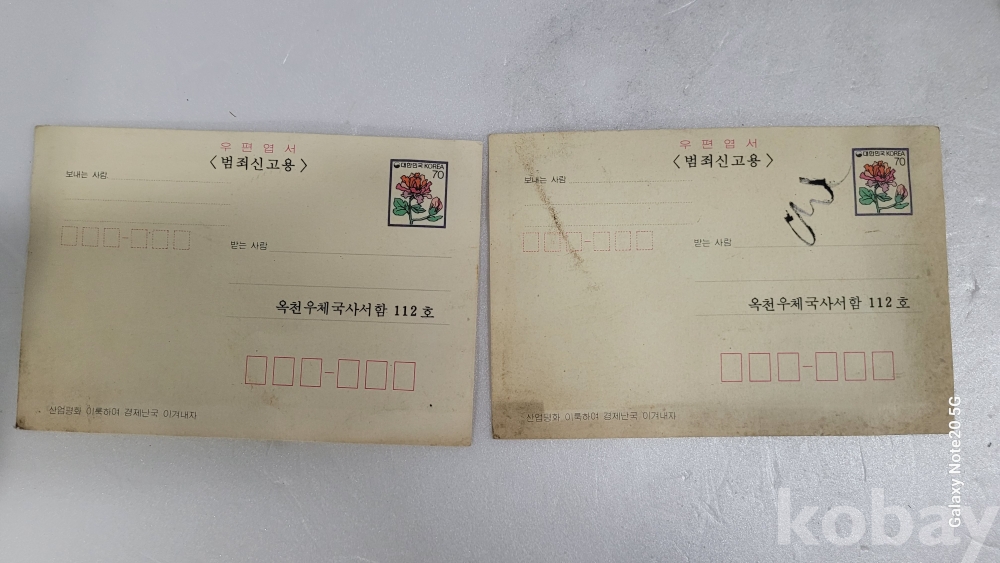 우편엽서
〈범죄신고용〉
대한민국 KOREA
70
보내는 사람
받는 사람
옥천우체국사서함 112호
산업평화 이룩하여 경제난국 이겨내자
우편엽서
〈범죄신고용〉
대한민국 KOREA
70
보내는 사람
받는 사람
옥천우체국사서함 112호
산업평화 이룩하여 경제난국 이겨내자
Galaxy Note20 5G
kobay